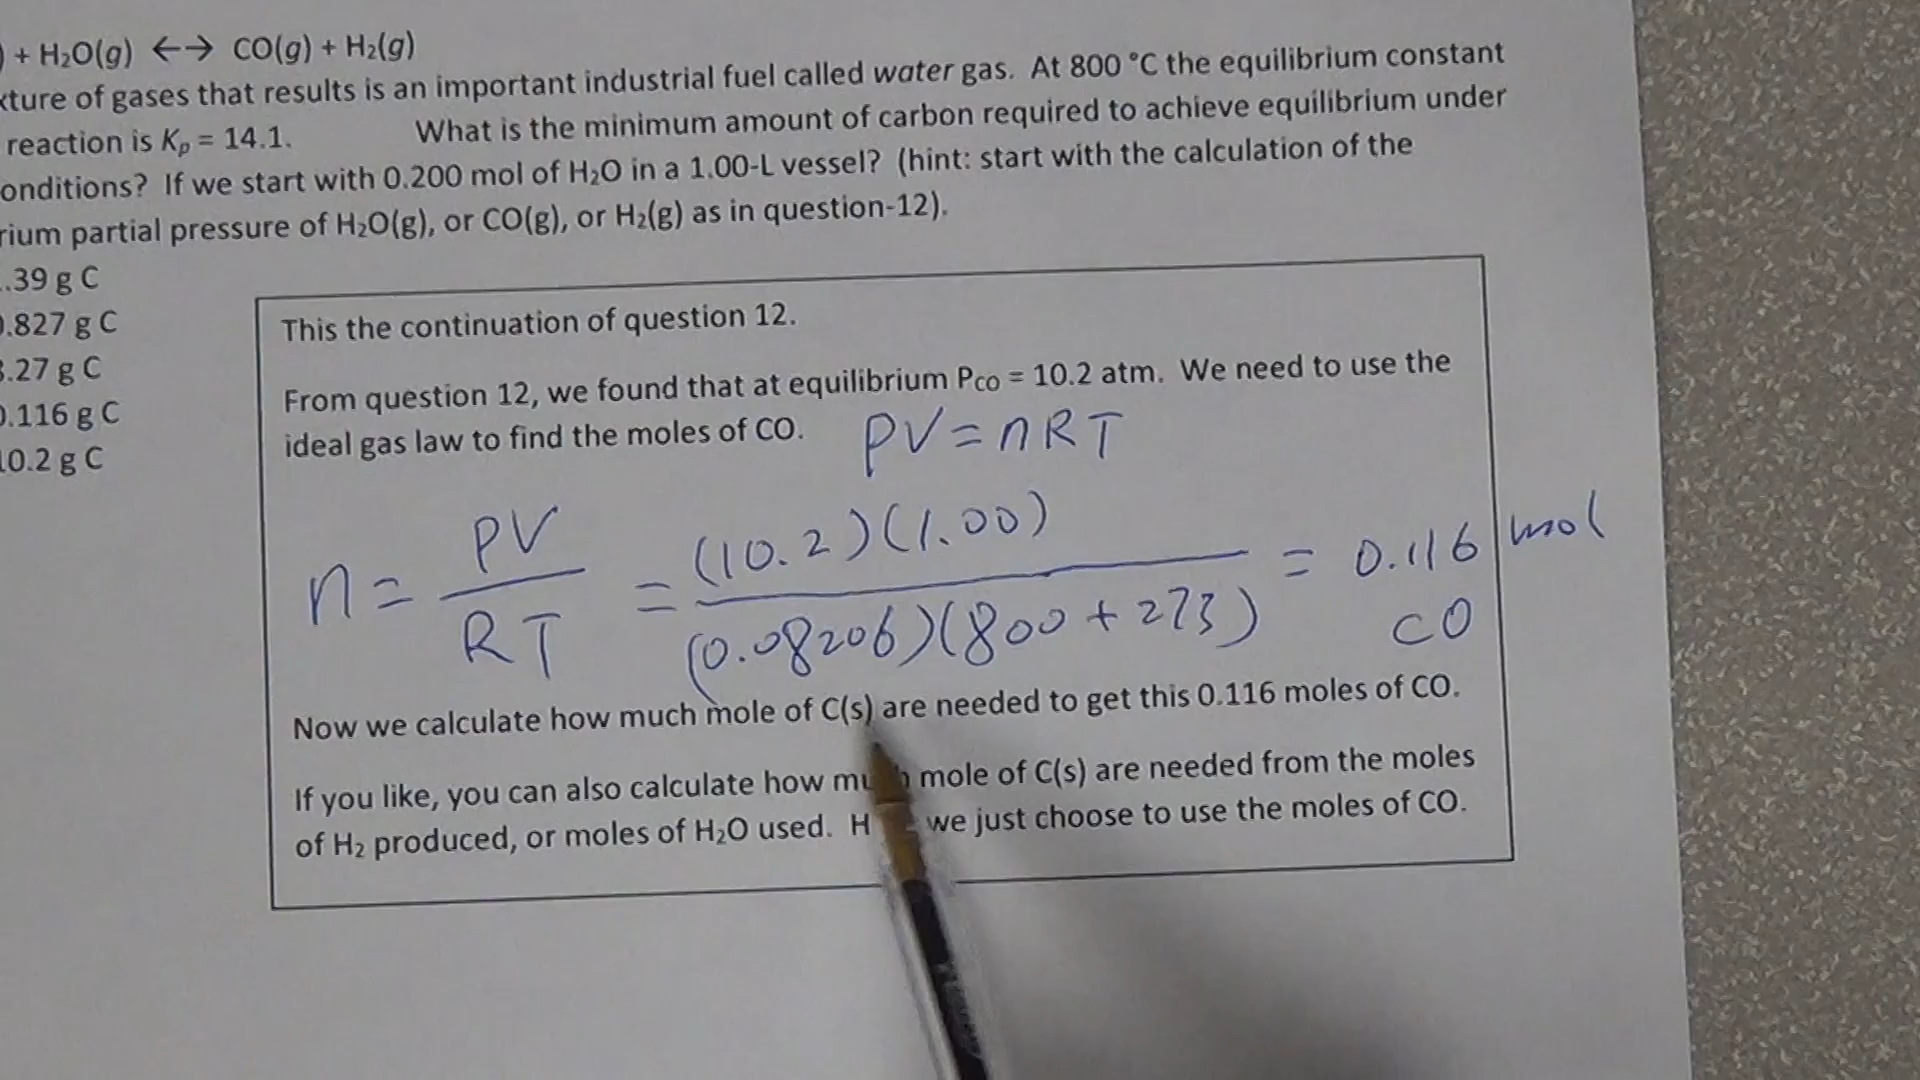 ) + H₂O(g) ←→ CO(g) + H₂(g)
xture of gases that results is an important industrial fuel called water gas. At 800 °C the equilibrium constant
reaction is Kp = 14.1. What is the minimum amount of carbon required to achieve equilibrium under
onditions? If we start with 0.200 mol of H₂O in a 1.00-L vessel? (hint: start with the calculation of the
rium partial pressure of H₂O(g), or CO(g), or H₂(g) as in question-12).
.39 g C
0.827 g C
3.27 g C
0.116 g C
10.2 g C
This the continuation of question 12.
From question 12, we found that at equilibrium PCO = 10.2 atm. We need to use the
ideal gas law to find the moles of CO. PV = nRT
n = PV / RT = (10.2)(1.00) / (0.08206)(800 + 273) = 0.116 mol
CO
Now we calculate how much mole of C(s) are needed to get this 0.116 moles of CO.
If you like, you can also calculate how mole of C(s) are needed from the moles
of H₂ produced, or moles of H₂O used. we just choose to use the moles of CO.